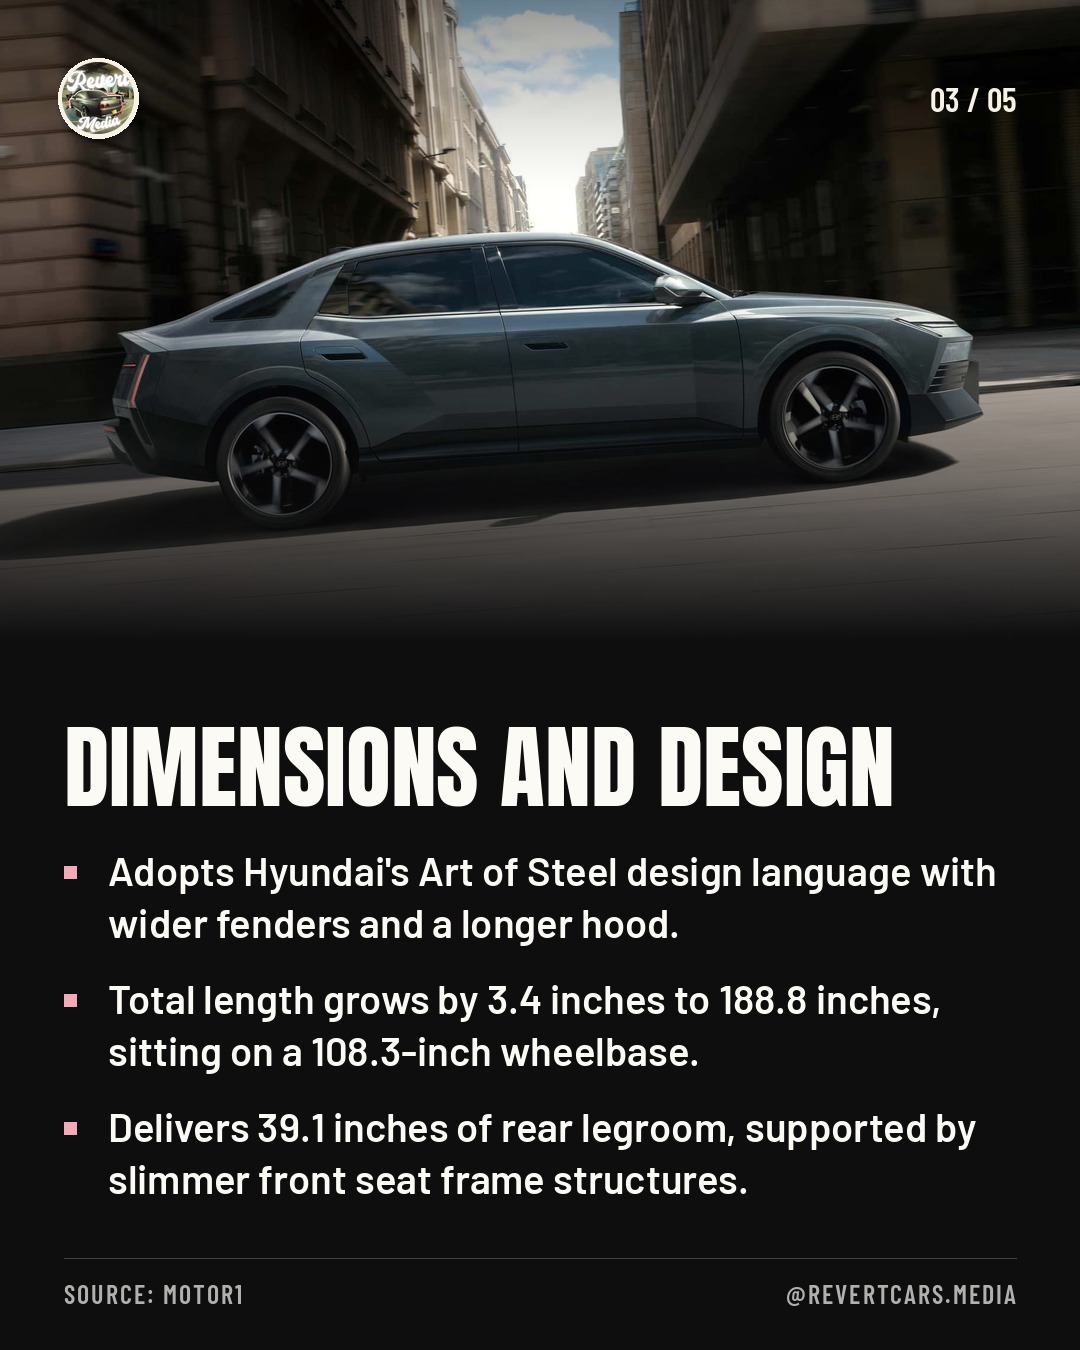 Revert
Media
03 / 05
DIMENSIONS AND DESIGN
Adopts Hyundai's Art of Steel design language with
wider fenders and a longer hood.
Total length grows by 3.4 inches to 188.8 inches,
sitting on a 108.3-inch wheelbase.
Delivers 39.1 inches of rear legroom, supported by
slimmer front seat frame structures.
SOURCE: MOTOR1
@REVERTCARS.MEDIA